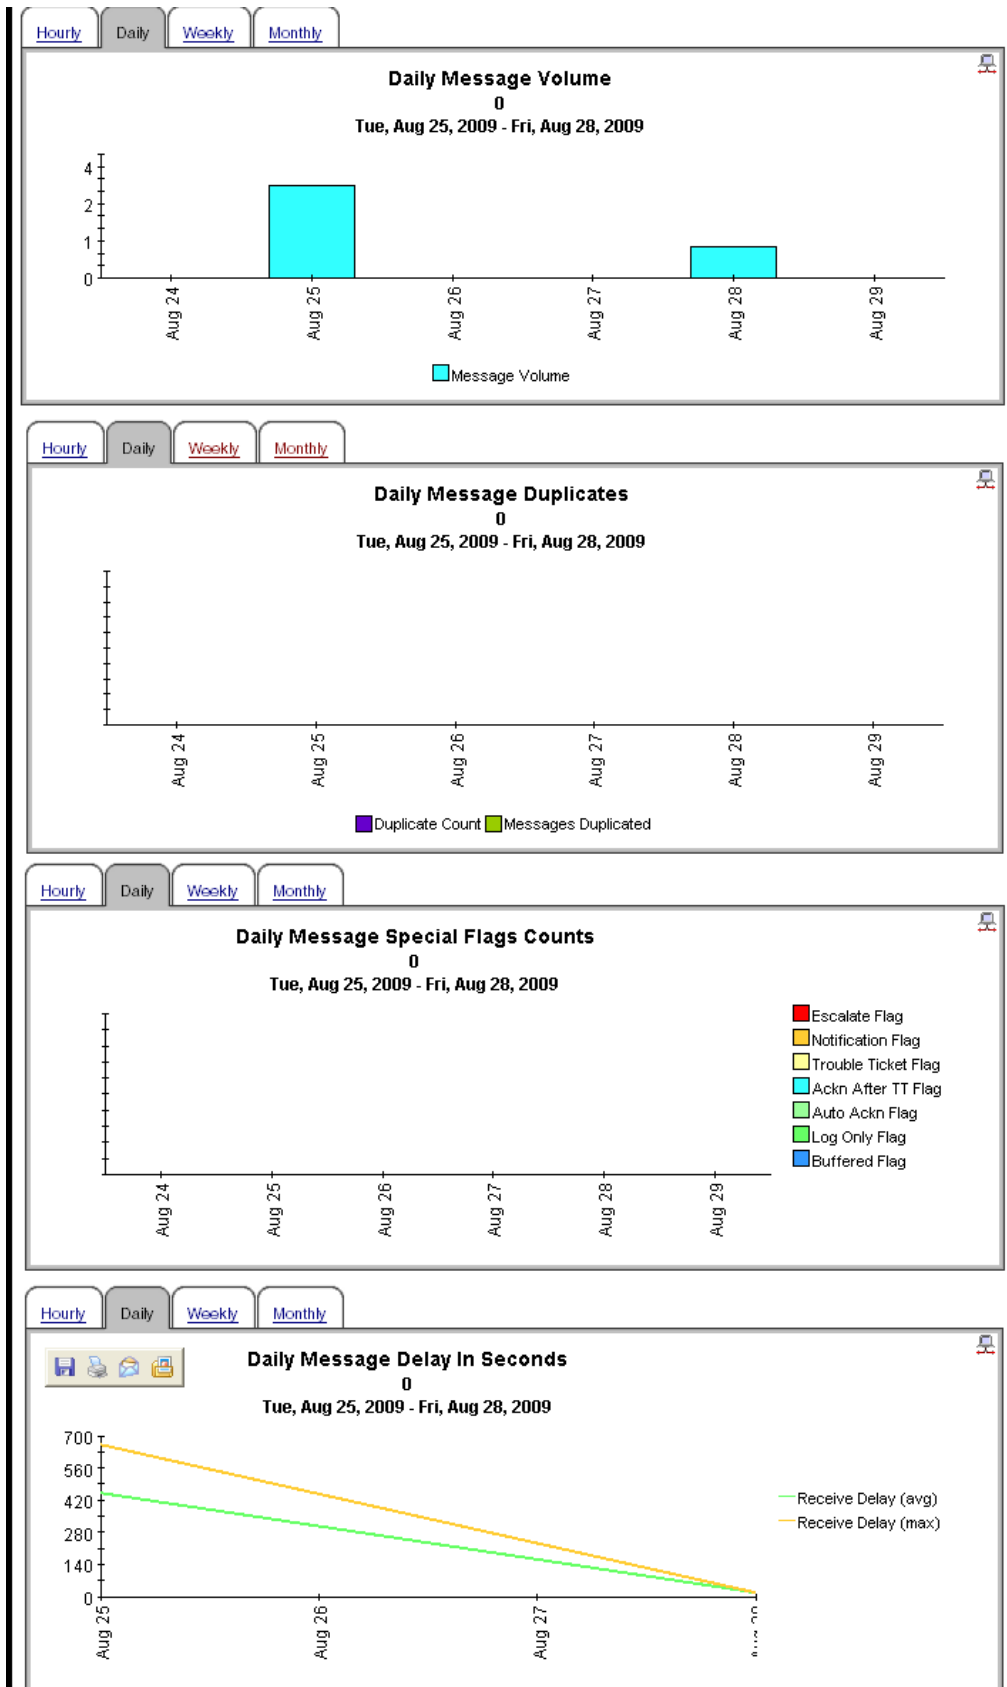 Hourly Daily Weekly Monthly
Daily Message Volume
0
Tue, Aug 25, 2009 - Fri, Aug 28, 2009
4
2
1
0
Aug 24 Aug 25 Aug 26 Aug 27 Aug 28 Aug 29
Message Volume
Hourly Daily Weekly Monthly
Daily Message Duplicates
0
Tue, Aug 25, 2009 - Fri, Aug 28, 2009
Aug 24 Aug 25 Aug 26 Aug 27 Aug 28 Aug 29
Duplicate Count Messages Duplicated
Hourly Daily Weekly Monthly
Daily Message Special Flags Counts
0
Tue, Aug 25, 2009 - Fri, Aug 28, 2009
Escalate Flag
Notification Flag
Trouble Ticket Flag
Ackn After TT Flag
Auto Ackn Flag
Log Only Flag
Buffered Flag
Aug 24 Aug 25 Aug 26 Aug 27 Aug 28 Aug 29
Hourly Daily Weekly Monthly
Daily Message Delay In Seconds
0
Tue, Aug 25, 2009 - Fri, Aug 28, 2009
700
560
420
280
140
0
Receive Delay (avg)
Receive Delay (max)
Aug 25 Aug 26 Aug 27